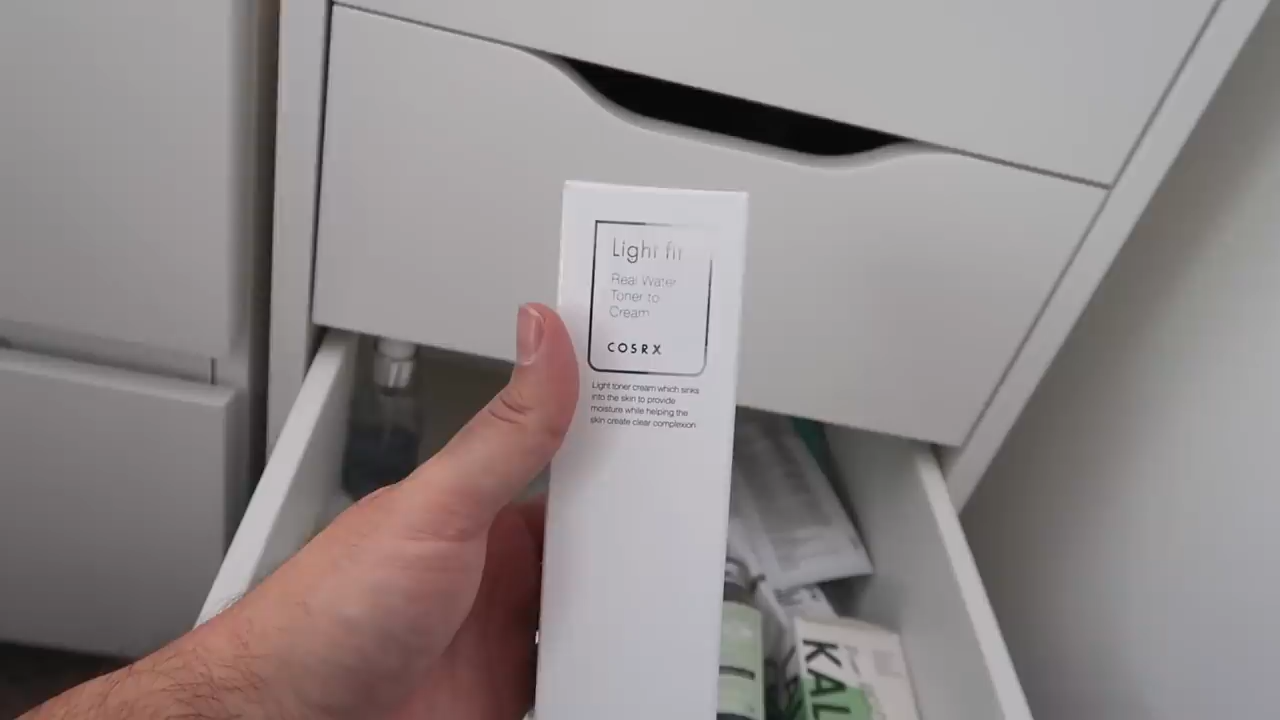 Light fit
Real Water
Toner to
Cream
COSRX
Light toner cream which sinks
into the skin to provide
moisture while helping the
skin create clear complexion
KAL